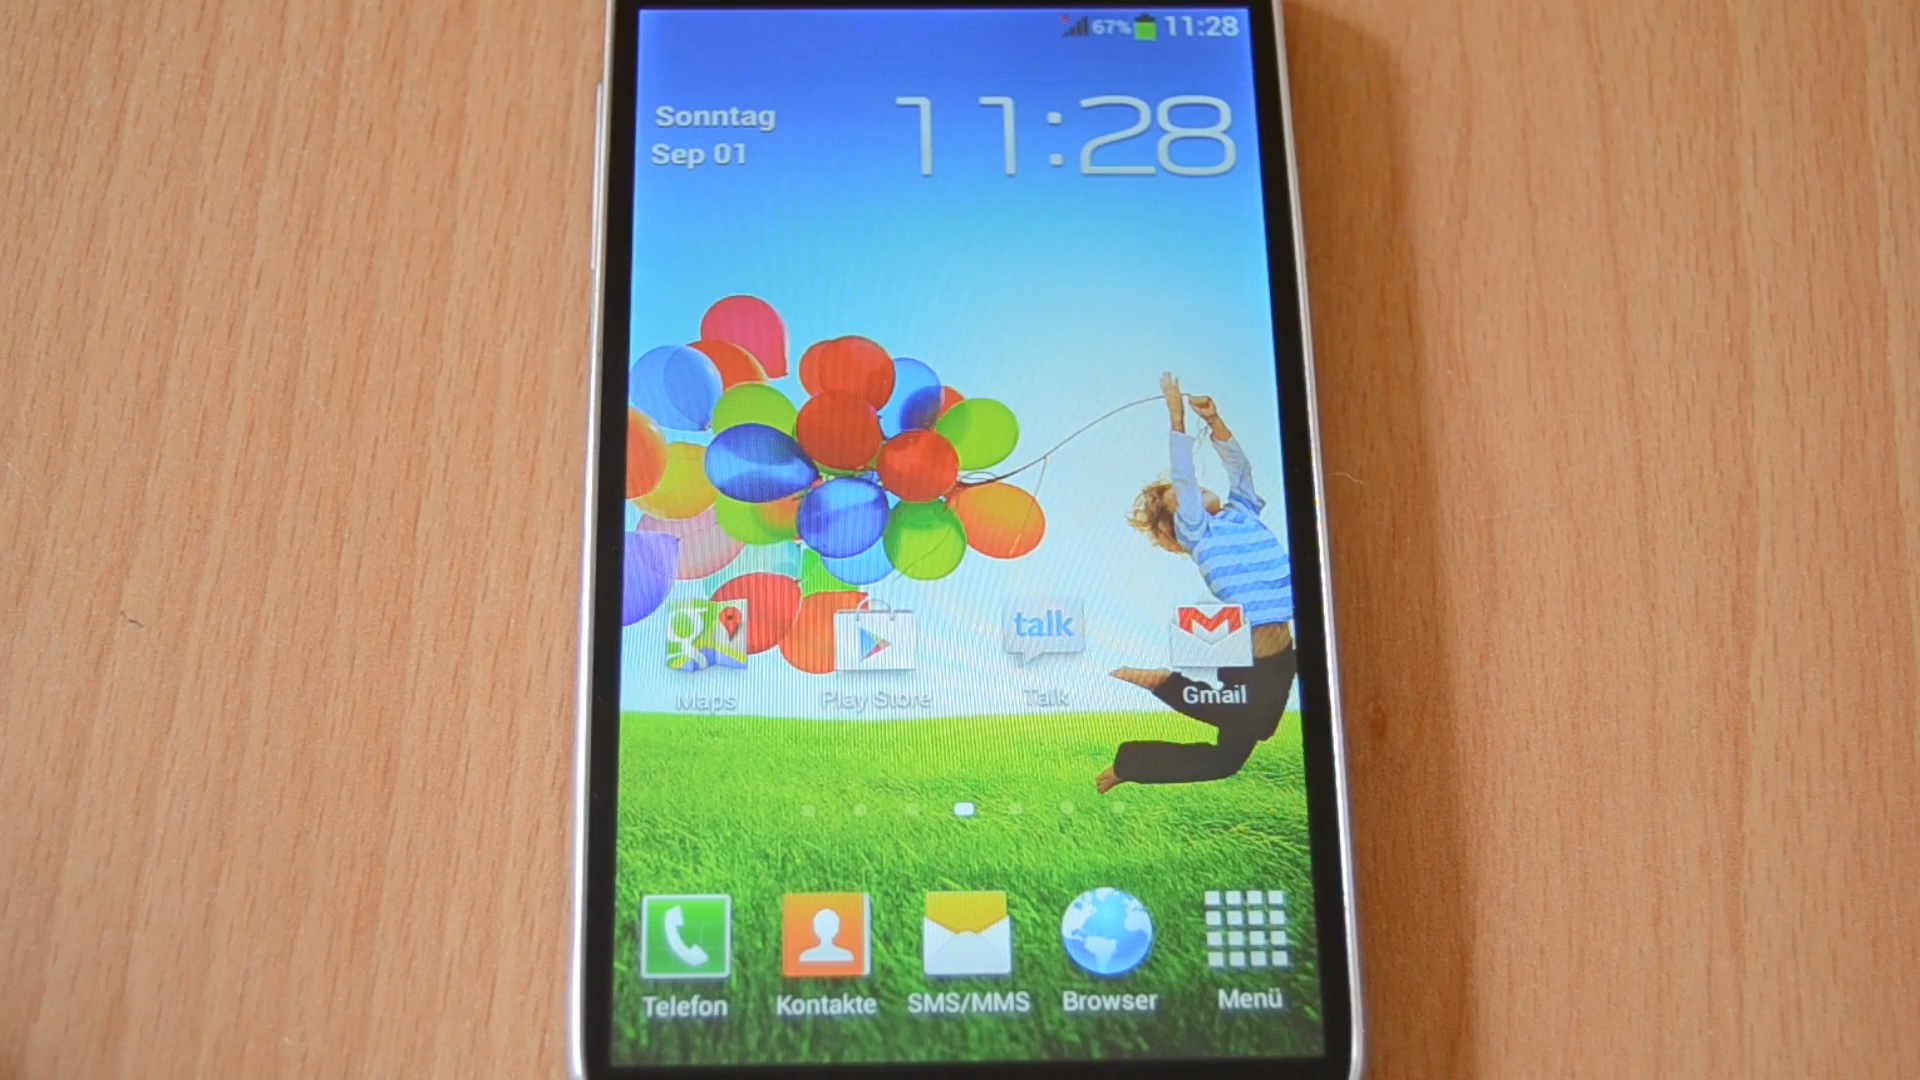 67% 11:28
Sonntag
Sep 01
11:28
talk
Maps Play Store Talk Gmail
Telefon Kontakte SMS/MMS Browser Menü